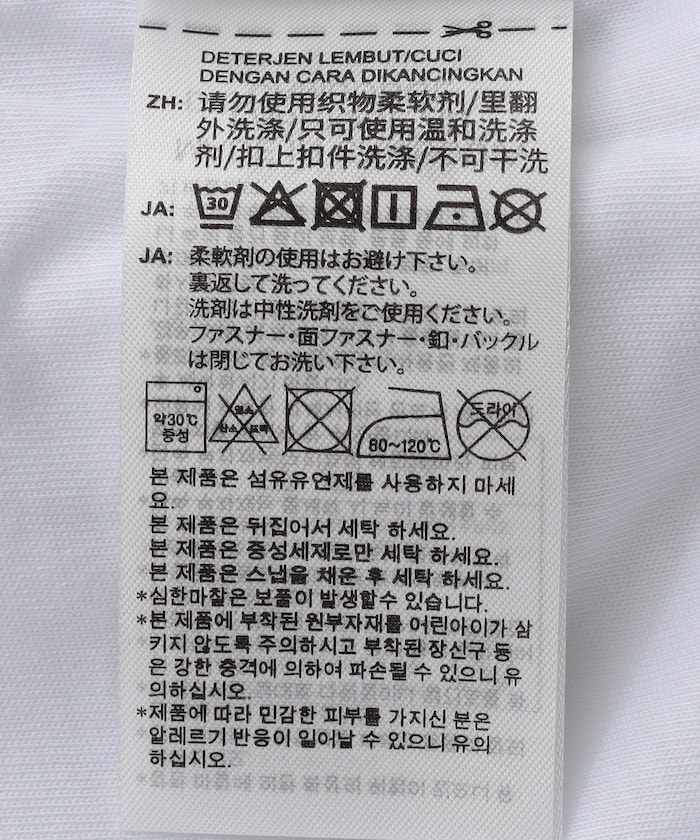 DETERJEN LEMBUT/CUCI
DENGAN CARA DIKANCINGKAN
ZH: 请勿使用织物柔软剂/里翻
外洗涤/只可使用温和洗涤
剂/扣上扣件洗涤/不可干洗
JA: 30
JA: 柔軟剤の使用はお避け下さい。
裏返して洗ってください。
洗剤は中性洗剤をご使用ください。
ファスナー・面ファスナー・釦・バックル
は閉じてお洗い下さい。
약30℃
중성
염소
산소 표백
80~120℃
드라이
본 제품은 섬유유연제를 사용하지 마세
요.
본 제품은 뒤집어서 세탁 하세요.
본 제품은 중성세제로만 세탁 하세요.
본 제품은 스냅을 채운 후 세탁 하세요.
*심한마찰은 보풀이 발생할수 있습니다.
*본 제품에 부착된 원부자재를 어린아이가 삼
키지 않도록 주의하시고 부착된 장신구 등
은 강한 충격에 의하여 파손될 수 있으니 유
의하십시오.
*제품에 따라 민감한 피부를 가지신 분은
알레르기 반응이 일어날 수 있으니 유의
하십시오.